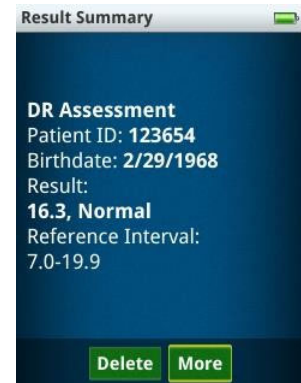 Result Summary
DR Assessment
Patient ID: 123654
Birthdate: 2/29/1968
Result:
16.3, Normal
Reference Interval:
7.0-19.9
Delete More